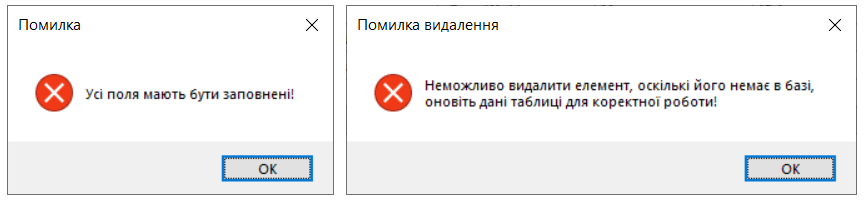 Помилка
Усі поля мають бути заповнені!
OK
Помилка видалення
Неможливо видалити елемент, оскількі його немає в базі,
оновіть дані таблиці для коректної роботи!
OK